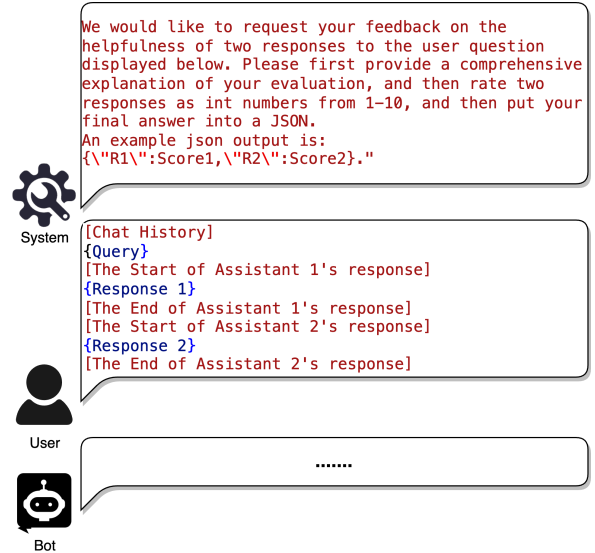 We would like to request your feedback on the
helpfulness of two responses to the user question
displayed below. Please first provide a comprehensive
explanation of your evaluation, and then rate two
responses as int numbers from 1–10, and then put your
final answer into a JSON.
An example json output is:
{\"R1\":Score1,\"R2\":Score2}."
System
[Chat History]
{Query}
[The Start of Assistant 1's response]
{Response 1}
[The End of Assistant 1's response]
[The Start of Assistant 2's response]
{Response 2}
[The End of Assistant 2's response]
User
.......
Bot